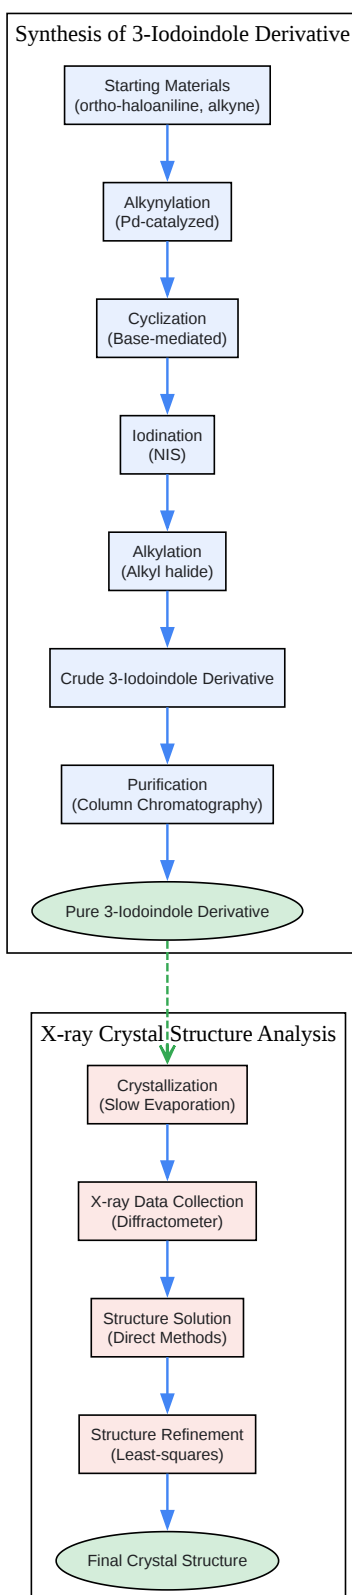 Synthesis of 3-Iodoindole Derivative
Starting Materials
(ortho-haloaniline, alkyne)
Alkynylation
(Pd-catalyzed)
Cyclization
(Base-mediated)
Iodination
(NIS)
Alkylation
(Alkyl halide)
Crude 3-Iodoindole Derivative
Purification
(Column Chromatography)
Pure 3-Iodoindole Derivative
X-ray Crystal Structure Analysis
Crystallization
(Slow Evaporation)
X-ray Data Collection
(Diffractometer)
Structure Solution
(Direct Methods)
Structure Refinement
(Least-squares)
Final Crystal Structure